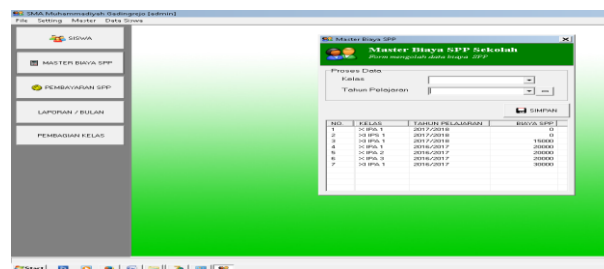 SMA Muhammadiyah Gadingrejo [admin]
File Setting Master Data Siswa
SISWA
MASTER BIAYA SPP
PEMBAYARAN SPP
LAPORAN / BULAN
PEMBAGIAN KELAS
Master Biaya SPP
Master Biaya SPP Sekolah
Form mengolah data biaya SPP
Proses Data
Kelas
Tahun Pelajaran
SIMPAN
NO. KELAS TAHUN PELAJARAN BIAYA SPP
1 X IPA 1 2017/2018 0
2 XI IPS 1 2017/2018 0
3 XI IPA 1 2017/2018 15000
4 X IPA 1 2016/2017 20000
5 X IPA 2 2016/2017 20000
6 X IPA 3 2016/2017 20000
7 XI IPA 1 2016/2017 30000
Start